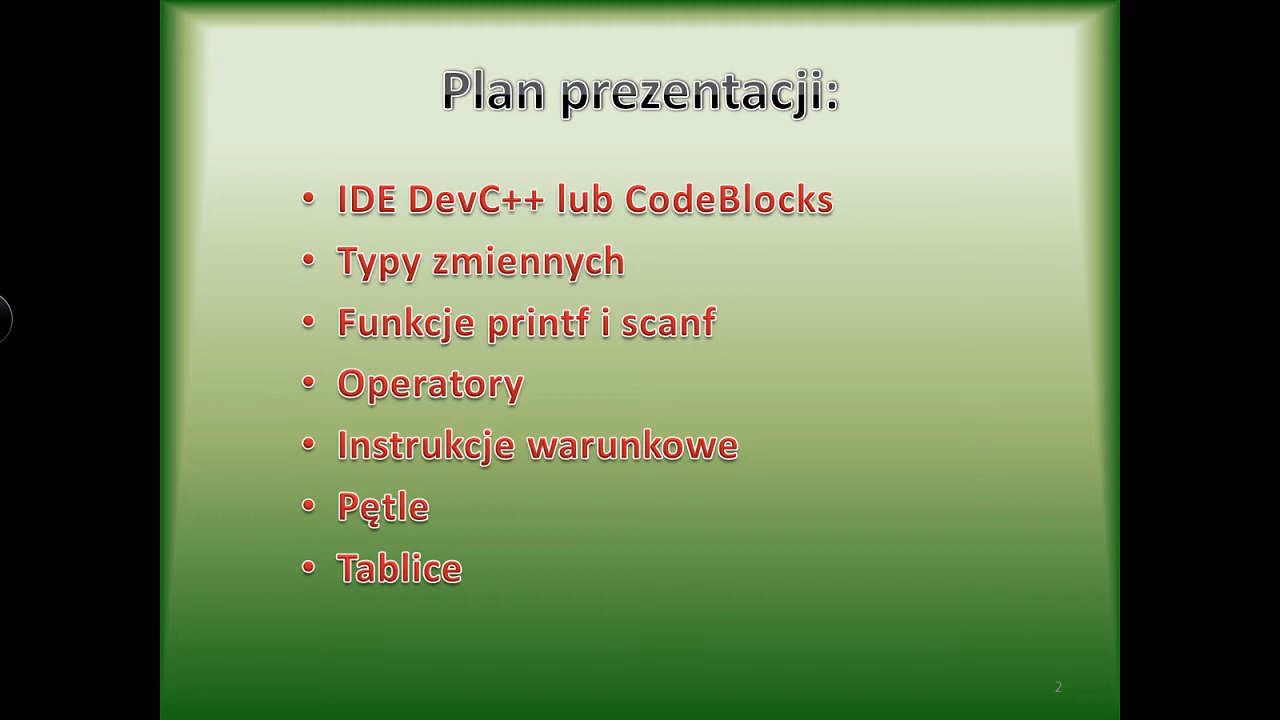 Plan prezentacji:
• IDE DevC++ lub CodeBlocks
• Typy zmiennych
• Funkcje printf i scanf
• Operatory
• Instrukcje warunkowe
• Pętle
• Tablice
2